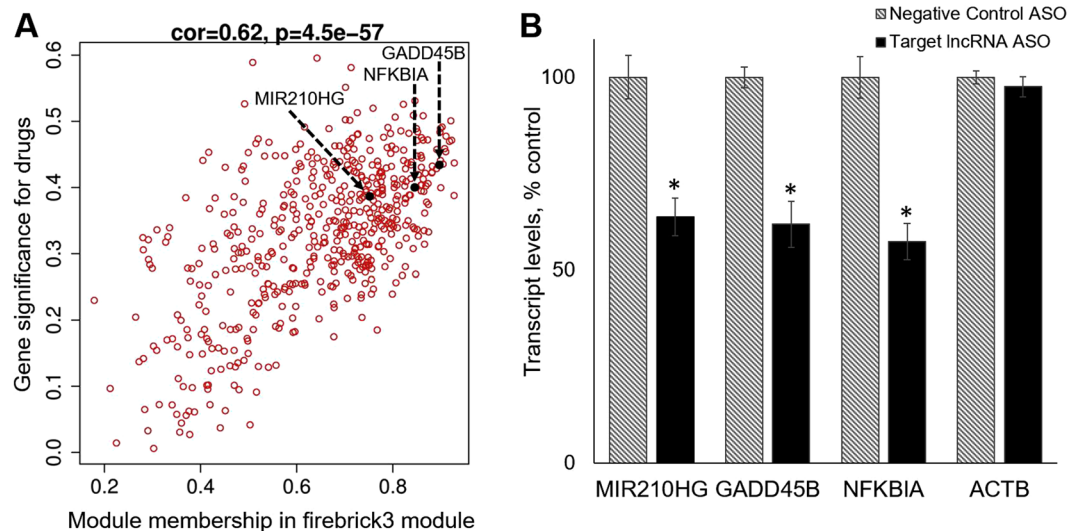 A
cor=0.62, p=4.5e−57
GADD45B
NFKBIA
MIR210HG
Gene significance for drugs
0.6
0.5
0.4
0.3
0.2
0.1
0.0
0.2 0.4 0.6 0.8
Module membership in firebrick3 module
B
Negative Control ASO
Target lncRNA ASO
Transcript levels, % control
100
50
0
* * *
MIR210HG GADD45B NFKBIA ACTB